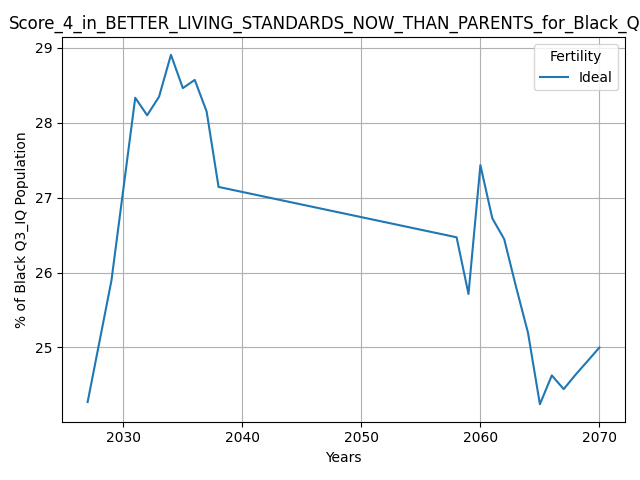 Score_4_in_BETTER_LIVING_STANDARDS_NOW_THAN_PARENTS_for_Black_Q
29
28
27
26
25
% of Black Q3_IQ Population
Fertility
Ideal
2030 2040 2050 2060 2070
Years